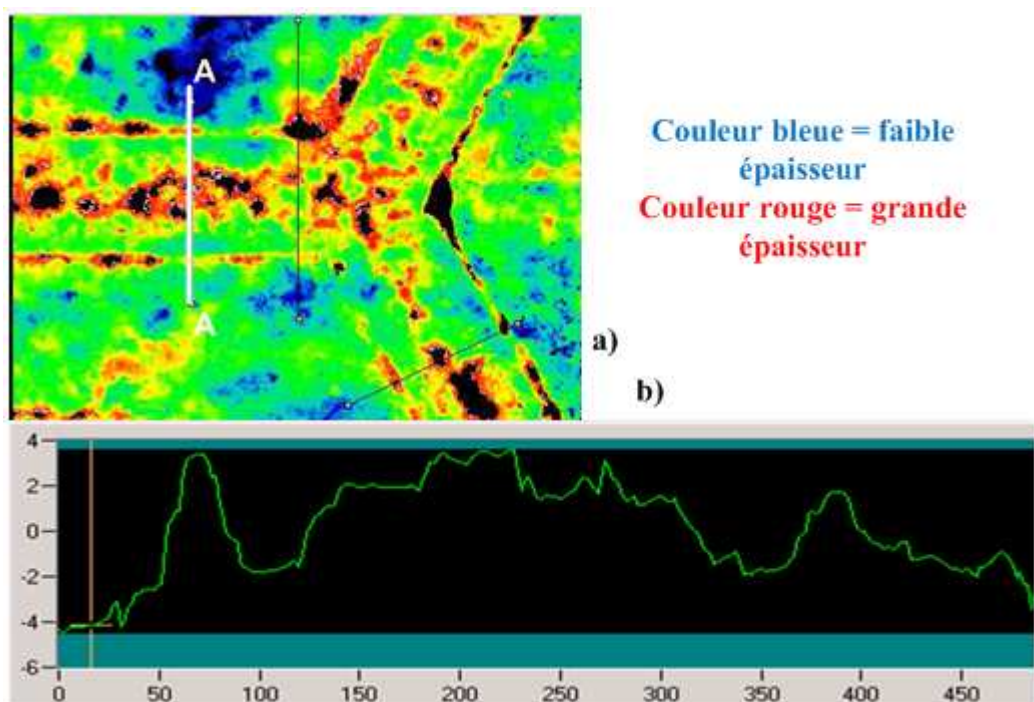 A
A
Couleur bleue = faible
épaisseur
Couleur rouge = grande
épaisseur
a)
b)
4
2
0
-2
-4
-6
0 50 100 150 200 250 300 350 400 450